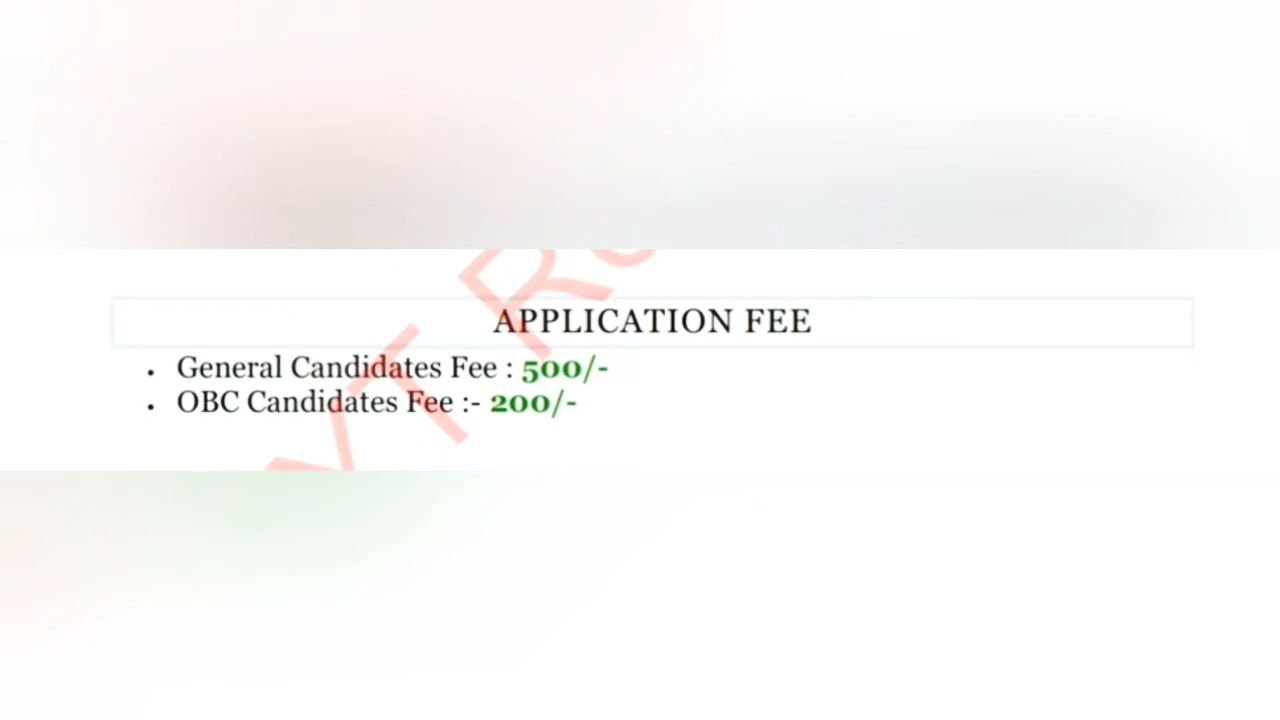 APPLICATION FEE
• General Candidates Fee : 500/-
• OBC Candidates Fee :- 200/-